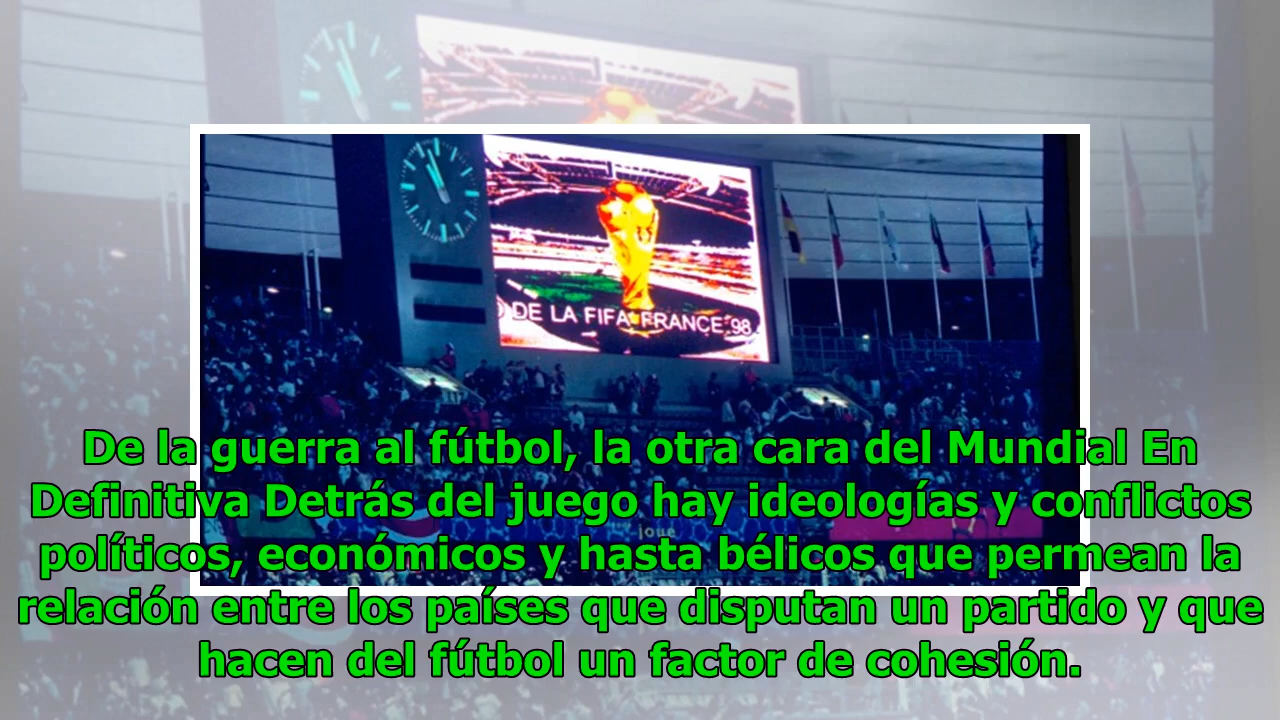 DE LA FIFA FRANCE 98
joue
De la guerra al fútbol, la otra cara del Mundial En
Definitiva Detrás del juego hay ideologías y conflictos
políticos, económicos y hasta bélicos que permean la
relación entre los países que disputan un partido y que
hacen del fútbol un factor de cohesión.